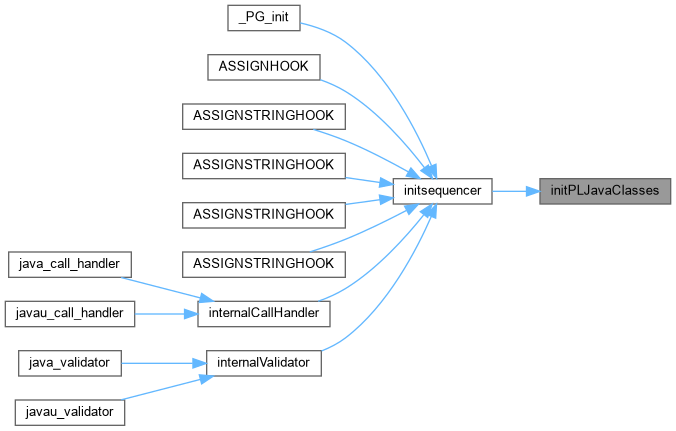 _PG_init
ASSIGNHOOK
ASSIGNSTRINGHOOK
ASSIGNSTRINGHOOK
initsequencer
initPLJavaClasses
ASSIGNSTRINGHOOK
ASSIGNSTRINGHOOK
java_call_handler
javau_call_handler
internalCallHandler
java_validator
internalValidator
javau_validator